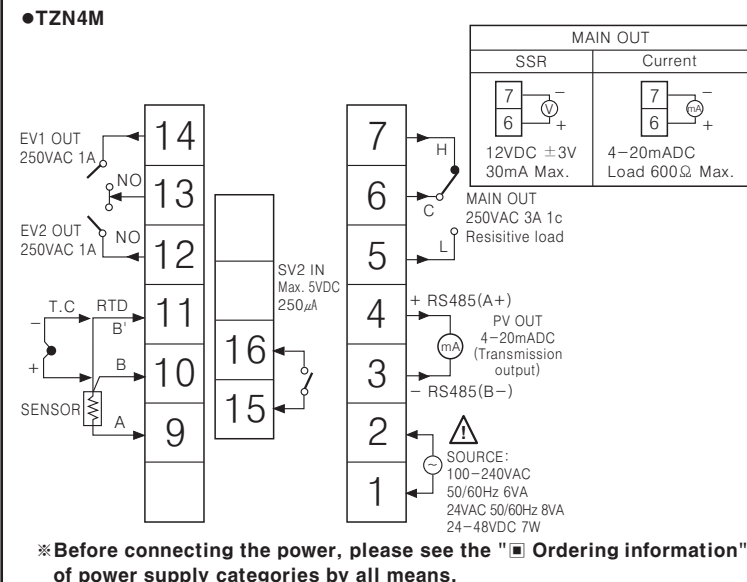 ●TZN4M
MAIN OUT
SSR
Current
7
−
V
6
+
12VDC ±3V
30mA Max.
7
−
mA
6
+
4−20mADC
Load 600Ω Max.
EV1 OUT
250VAC 1A
NO
EV2 OUT
250VAC 1A
NO
T.C
RTD
−
B'
+
B
SENSOR
A
14
13
12
11
10
9
SV2 IN
Max. 5VDC
250㎂
16
15
7
6
5
4
3
2
1
H
C
L
MAIN OUT
250VAC 3A 1c
Resisitive load
+ RS485(A+)
mA
PV OUT
4−20mADC
(Transmission
output)
− RS485(B−)
~
SOURCE:
100−240VAC
50/60Hz 6VA
24VAC 50/60Hz 8VA
24−48VDC 7W
※Before connecting the power, please see the "▣ Ordering information"
of power supply categories by all means.